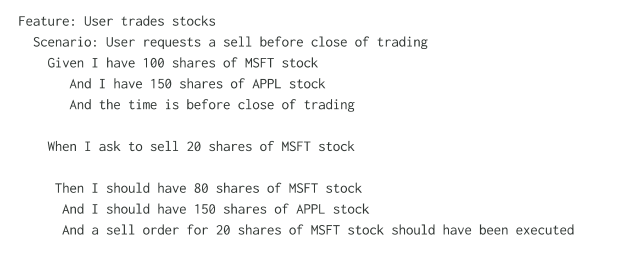 Feature: User trades stocks
Scenario: User requests a sell before close of trading
Given I have 100 shares of MSFT stock
And I have 150 shares of APPL stock
And the time is before close of trading
When I ask to sell 20 shares of MSFT stock
Then I should have 80 shares of MSFT stock
And I should have 150 shares of APPL stock
And a sell order for 20 shares of MSFT stock should have been executed